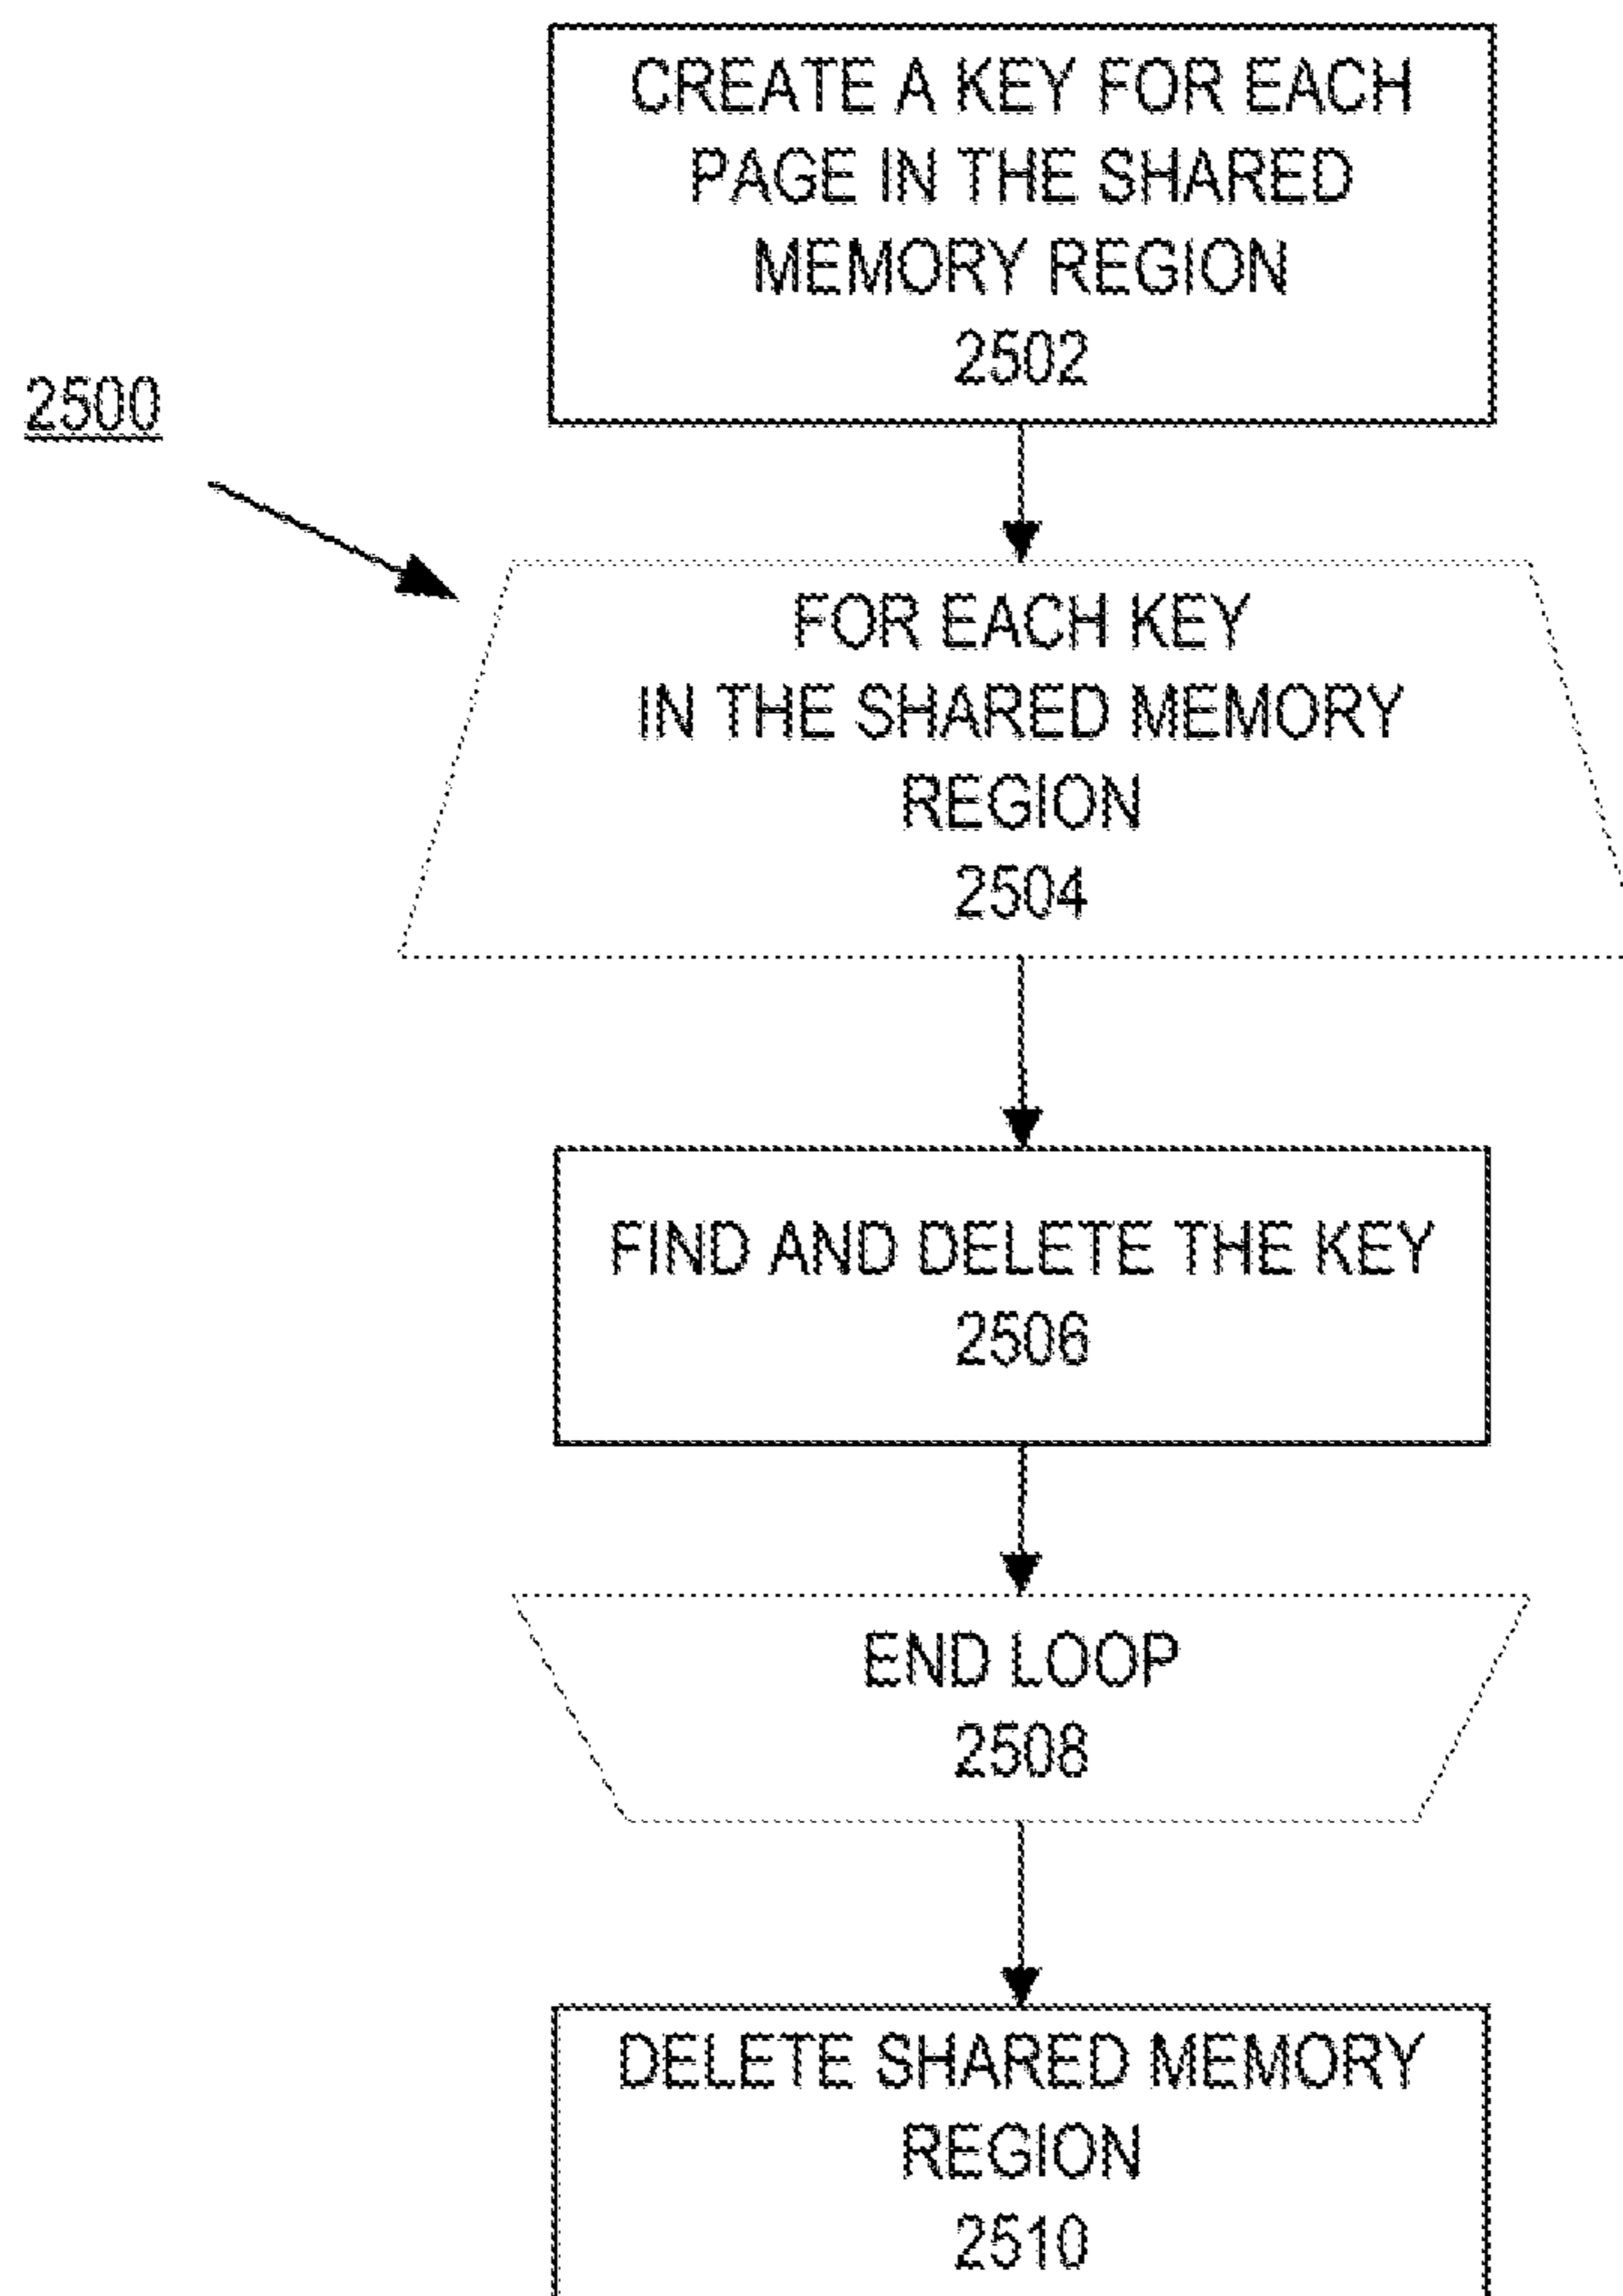 CREATE A KEY FOR EACH
PAGE IN THE SHARED
MEMORY REGION
2502
2500
FOR EACH KEY
IN THE SHARED MEMORY
REGION
2504
FIND AND DELETE THE KEY
2506
END LOOP
2508
DELETE SHARED MEMORY
REGION
2510